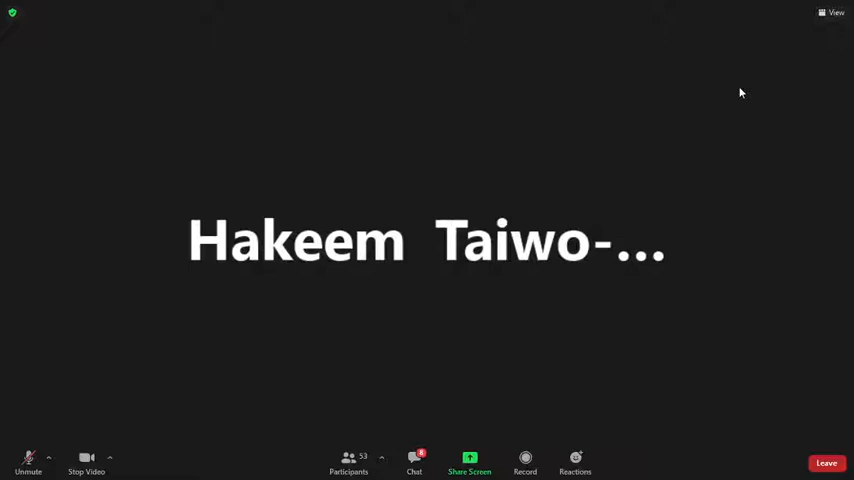 View
Hakeem Taiwo-...
53
8
Unmute
Stop Video
Participants
Chat
Share Screen
Record
Reactions
Leave